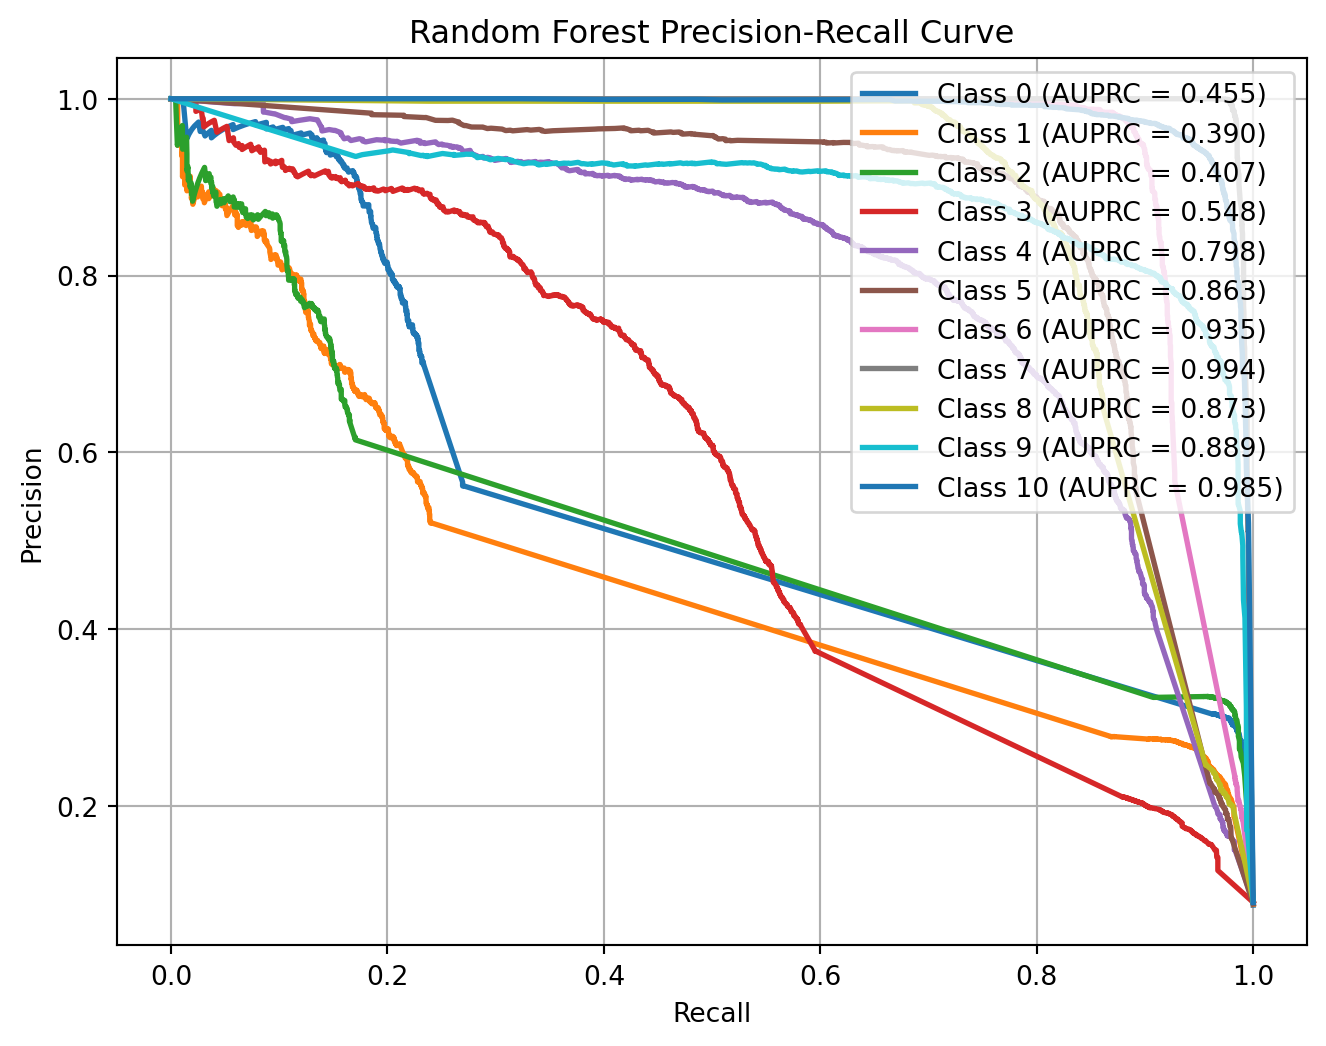 Random Forest Precision-Recall Curve
Class 0 (AUPRC = 0.455)
Class 1 (AUPRC = 0.390)
Class 2 (AUPRC = 0.407)
Class 3 (AUPRC = 0.548)
Class 4 (AUPRC = 0.798)
Class 5 (AUPRC = 0.863)
Class 6 (AUPRC = 0.935)
Class 7 (AUPRC = 0.994)
Class 8 (AUPRC = 0.873)
Class 9 (AUPRC = 0.889)
Class 10 (AUPRC = 0.985)
Precision
1.0
0.8
0.6
0.4
0.2
0.0 0.2 0.4 0.6 0.8 1.0
Recall